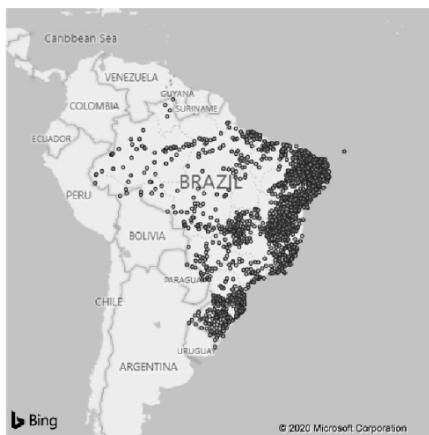 Caribbean Sea
VENEZUELA
GUYANA
SURINAME
COLOMBIA
ECUADOR
BRAZIL
PERU
BOLIVIA
PARAGUAY
CHILE
URUGUAY
ARGENTINA
Bing
© 2020 Microsoft Corporation